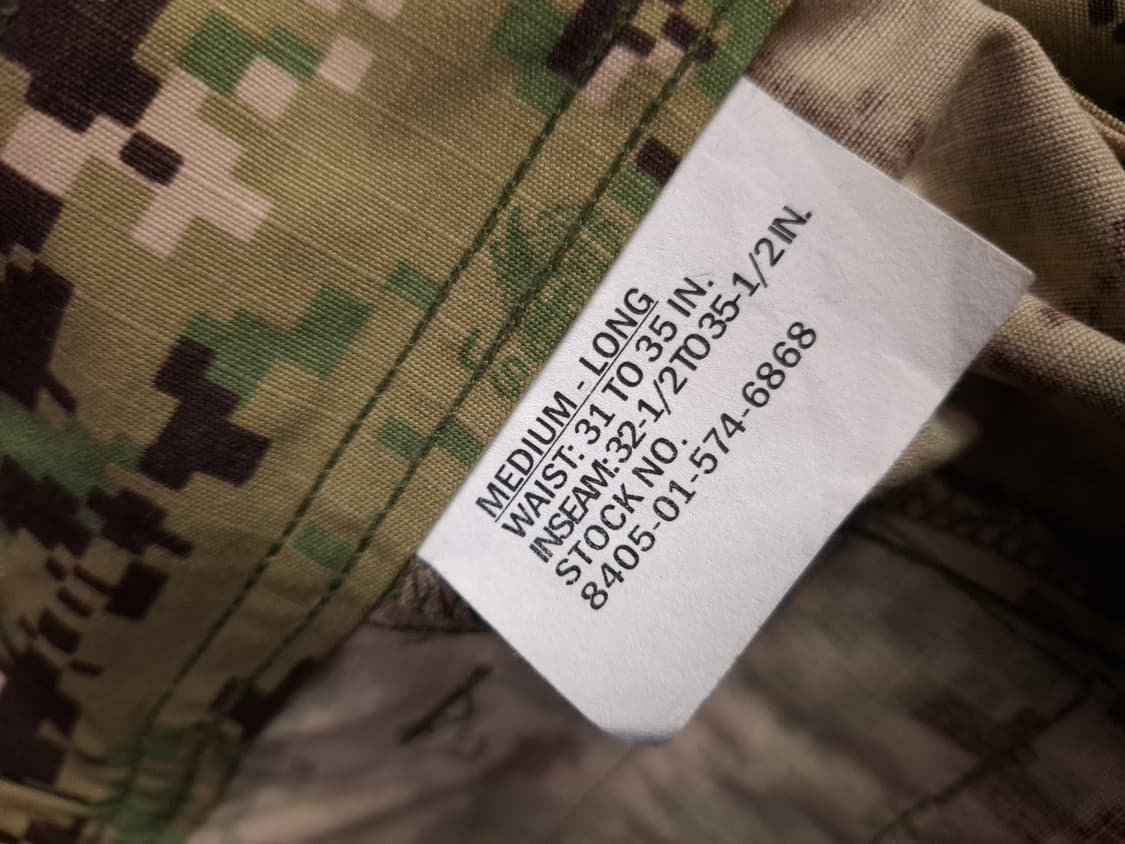 MEDIUM - LONG
WAIST: 31 TO 35 IN.
INSEAM:32-1/2TO35-1/2IN.
STOCK NO.
8405-01-574-6868